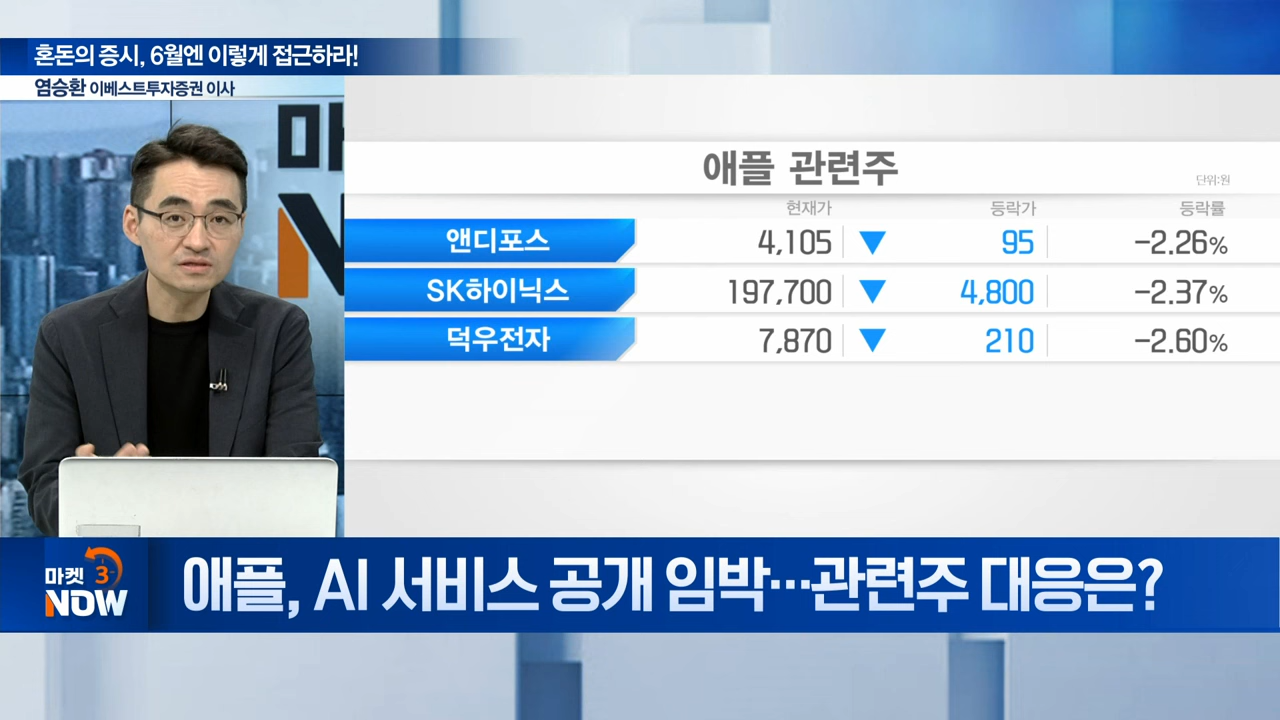 혼돈의 증시, 6월엔 이렇게 접근하라!
염승환 이베스트투자증권 이사
애플 관련주
단위:원
현재가 등락가 등락률
앤디포스 4,105 ▼ 95 -2.26%
SK하이닉스 197,700 ▼ 4,800 -2.37%
덕우전자 7,870 ▼ 210 -2.60%
마켓 3
NOW
애플, AI 서비스 공개 임박…관련주 대응은?